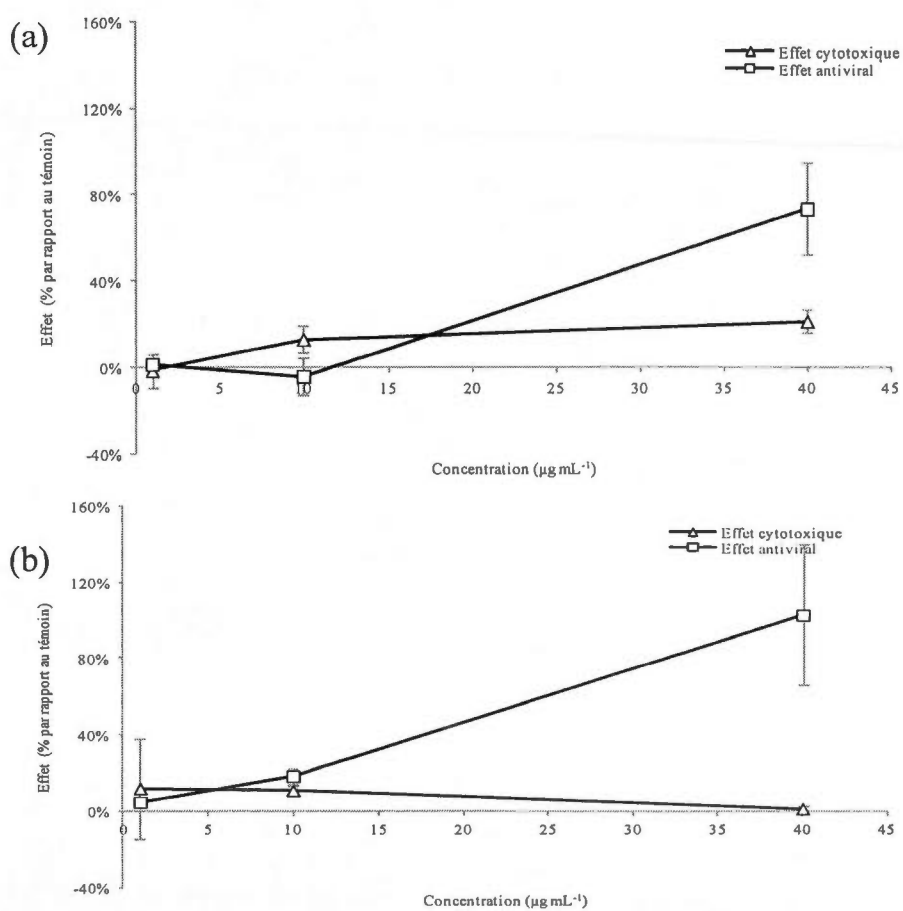 (a)
160%
120%
80%
40%
0%
-40%
Effet (% par rapport au témoin)
Effet cytotoxique
Effet antiviral
0 5 10 15 20 25 30 35 40 45
Concentration (µg mL⁻¹)
(b)
160%
120%
80%
40%
0%
-40%
Effet (% par rapport au témoin)
Effet cytotoxique
Effet antiviral
0 5 10 15 20 25 30 35 40 45
Concentration (µg mL⁻¹)